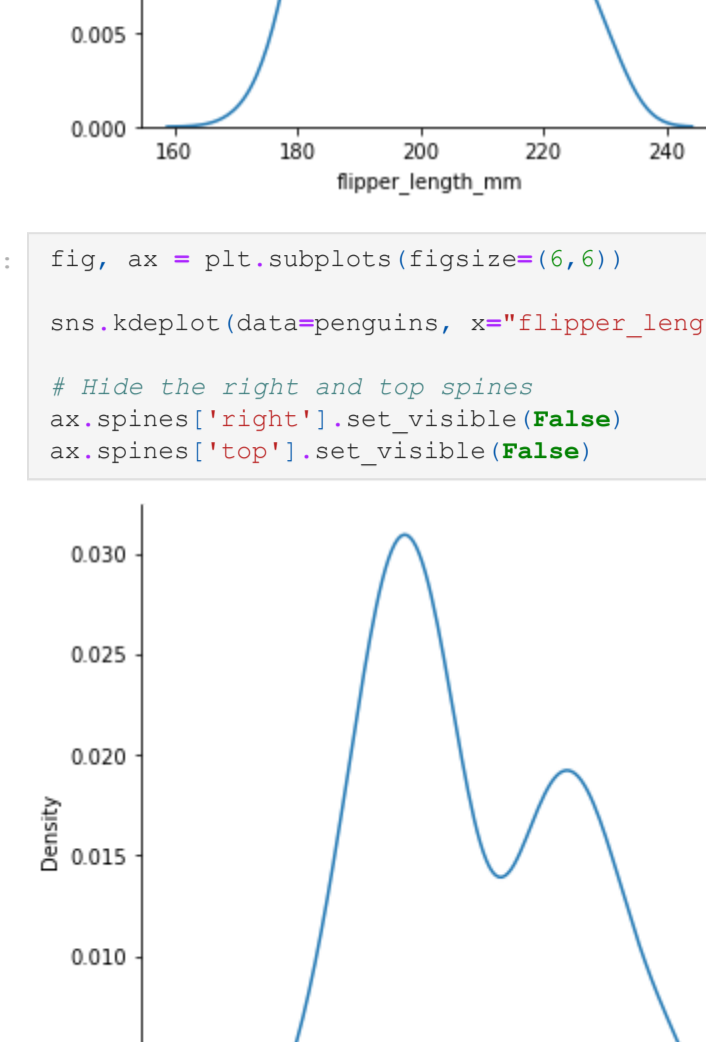 0.005
0.000
160 180 200 220 240
flipper_length_mm
:
fig, ax = plt.subplots(figsize=(6,6))
sns.kdeplot(data=penguins, x="flipper_leng
# Hide the right and top spines
ax.spines['right'].set_visible(False)
ax.spines['top'].set_visible(False)
0.030
0.025
0.020
Density
0.015
0.010